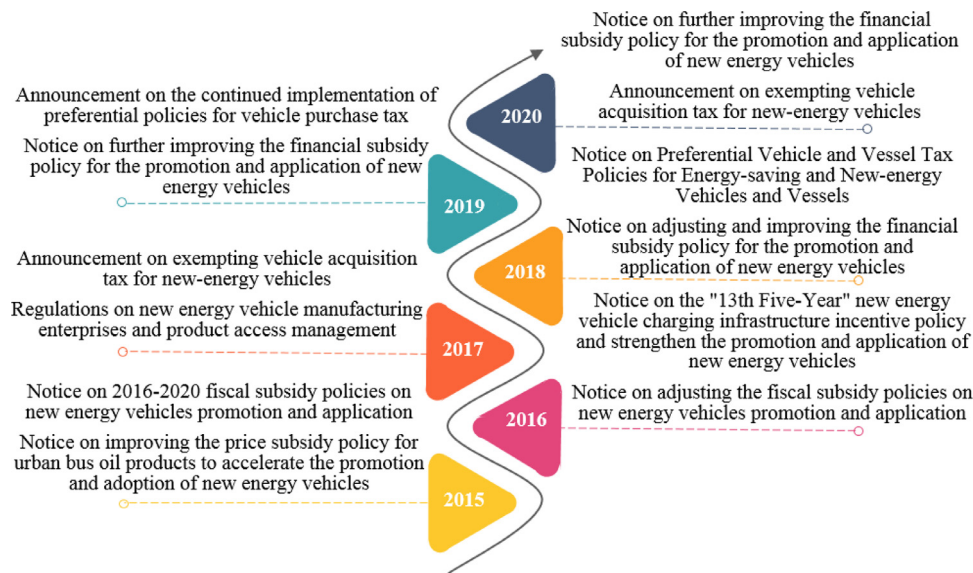 Notice on further improving the financial
subsidy policy for the promotion and application
of new energy vehicles
Announcement on exempting vehicle
acquisition tax for new-energy vehicles
2020
Announcement on the continued implementation of
preferential policies for vehicle purchase tax
Notice on further improving the financial subsidy
policy for the promotion and application of new
energy vehicles
2019
Notice on Preferential Vehicle and Vessel Tax
Policies for Energy-saving and New-energy
Vehicles and Vessels
Notice on adjusting and improving the financial
subsidy policy for the promotion and
application of new energy vehicles
2018
Announcement on exempting vehicle acquisition
tax for new-energy vehicles
Regulations on new energy vehicle manufacturing
enterprises and product access management
2017
Notice on the "13th Five-Year" new energy
vehicle charging infrastructure incentive policy
and strengthen the promotion and application of
new energy vehicles
Notice on adjusting the fiscal subsidy policies on
new energy vehicles promotion and application
2016
Notice on 2016-2020 fiscal subsidy policies on
new energy vehicles promotion and application
Notice on improving the price subsidy policy for
urban bus oil products to accelerate the promotion
and adoption of new energy vehicles
2015